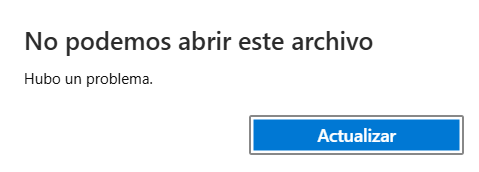 No podemos abrir este archivo
Hubo un problema.
Actualizar